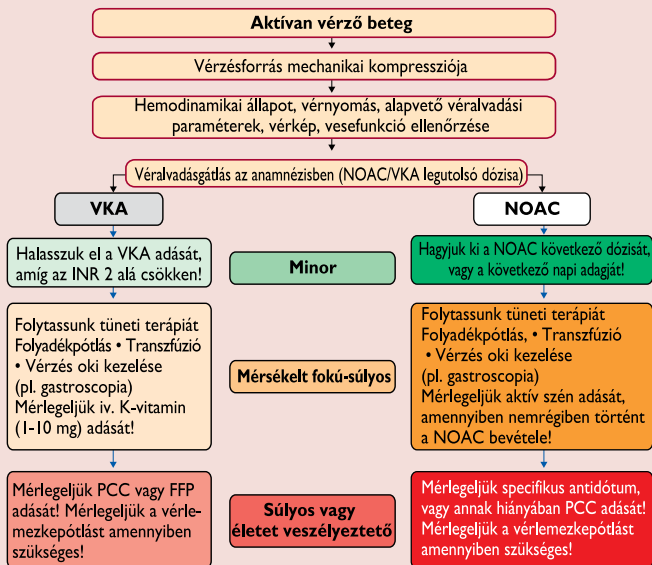 Aktívan vérző beteg
Vérzésforrás mechanikai kompressziója
Hemodinamikai állapot, vérnyomás, alapvető véralvadási
paraméterek, vérkép, vesefunkció ellenőrzése
Véralvadásgátlás az anamnézisben (NOAC/VKA legutolsó dózisa)
VKA
NOAC
Halasszuk el a VKA adását,
amíg az INR 2 alá csökken!
Minor
Hagyjuk ki a NOAC következő dózisát,
vagy a következő napi adagját!
Folytassunk tüneti terápiát
Folyadékpótlás • Transzfúzió
• Vérzés oki kezelése
(pl. gastroscopia)
Mérlegeljük iv. K-vitamin
(1-10 mg) adását!
Mérsékelt fokú-súlyos
Folytassunk tüneti terápiát
Folyadékpótlás, • Transzfúzió
• Vérzés oki kezelése
(pl. gastroscopia)
Mérlegeljük aktív szén adását,
amennyiben nemrégiben történt
a NOAC bevétele!
Mérlegeljük PCC vagy FFP
adását! Mérlegeljük a vérle-
mezkepótlást amennyiben
szükséges!
Súlyos vagy
életet veszélyeztető
Mérlegeljük specifikus antidótum,
vagy annak hiányában PCC adását!
Mérlegeljük a vérlemezkepótlást
amennyiben szükséges!